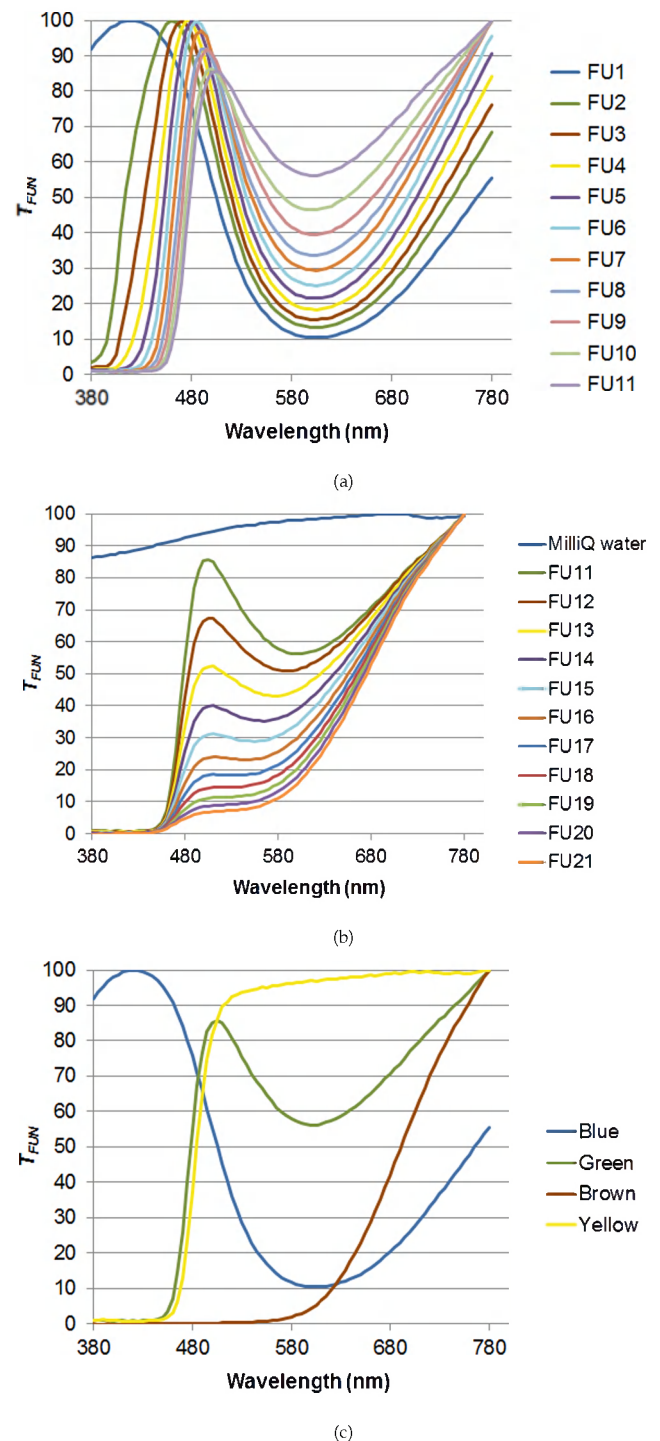 100
90
80
70
60
50
40
30
20
10
0
T_FUN
380 480 580 680 780
Wavelength (nm)
FU1
FU2
FU3
FU4
FU5
FU6
FU7
FU8
FU9
FU10
FU11
(a)
100
90
80
70
60
50
40
30
20
10
0
T_FUN
380 480 580 680 780
Wavelength (nm)
MilliQ water
FU11
FU12
FU13
FU14
FU15
FU16
FU17
FU18
FU19
FU20
FU21
(b)
100
90
80
70
60
50
40
30
20
10
0
T_FUN
380 480 580 680 780
Wavelength (nm)
Blue
Green
Brown
Yellow
(c)